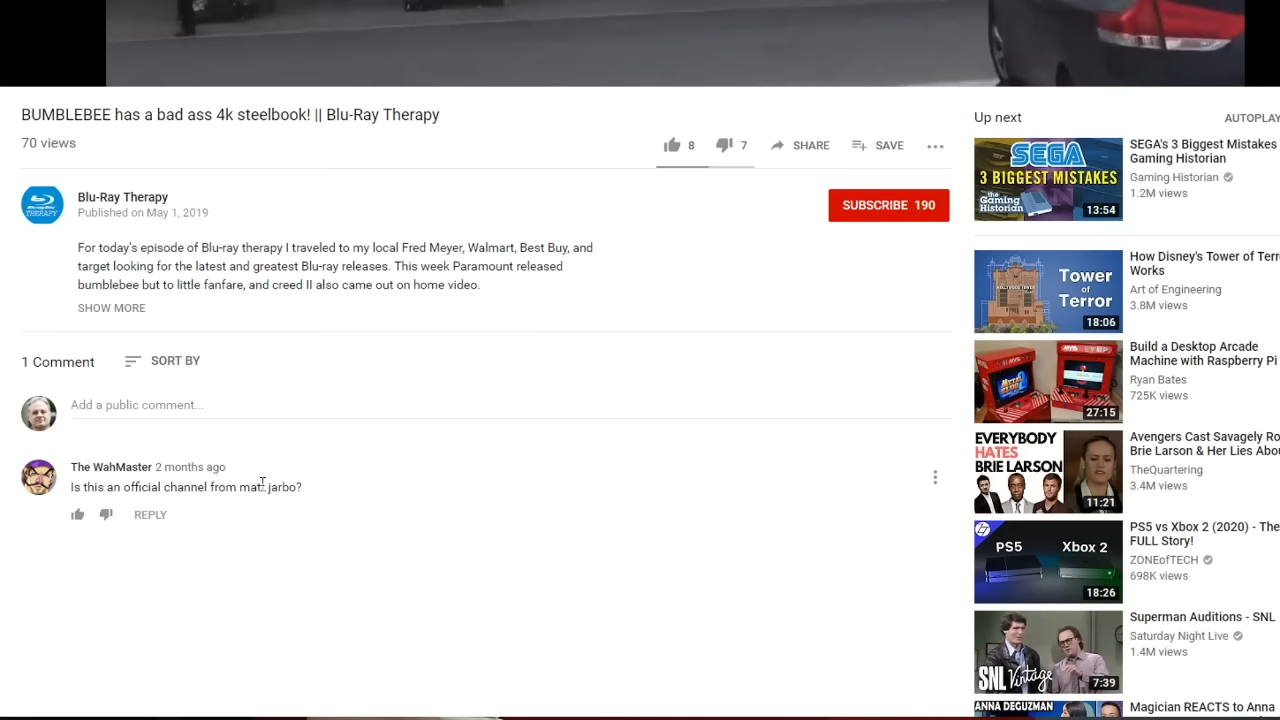 BUMBLEBEE has a bad ass 4k steelbook! || Blu-Ray Therapy
70 views
8
7
SHARE
SAVE
Blu-Ray Therapy
Published on May 1, 2019
SUBSCRIBE 190
THERAPY
For today's episode of Blu-ray therapy I traveled to my local Fred Meyer, Walmart, Best Buy, and
target looking for the latest and greatest Blu-ray releases. This week Paramount released
bumblebee but to little fanfare, and creed II also came out on home video.
SHOW MORE
1 Comment
SORT BY
Add a public comment...
The WahMaster 2 months ago
Is this an official channel from matt jarbo?
REPLY
Up next
AUTOPLAY
SEGA
3 BIGGEST MISTAKES
the Gaming Historian
13:54
SEGA's 3 Biggest Mistakes
Gaming Historian
Gaming Historian
1.2M views
Tower
of
Terror
18:06
How Disney's Tower of Terr
Works
Art of Engineering
3.8M views
27:15
Build a Desktop Arcade
Machine with Raspberry Pi
Ryan Bates
725K views
EVERYBODY
HATES
BRIE LARSON
11:21
Avengers Cast Savagely Ro
Brie Larson & Her Lies Abou
TheQuartering
3.4M views
PS5
Xbox 2
18:26
PS5 vs Xbox 2 (2020) - The
FULL Story!
ZONEofTECH
698K views
SNL Vintage
7:39
Superman Auditions - SNL
Saturday Night Live
1.4M views
ANNA DEGUZMAN
Magician REACTS to Anna